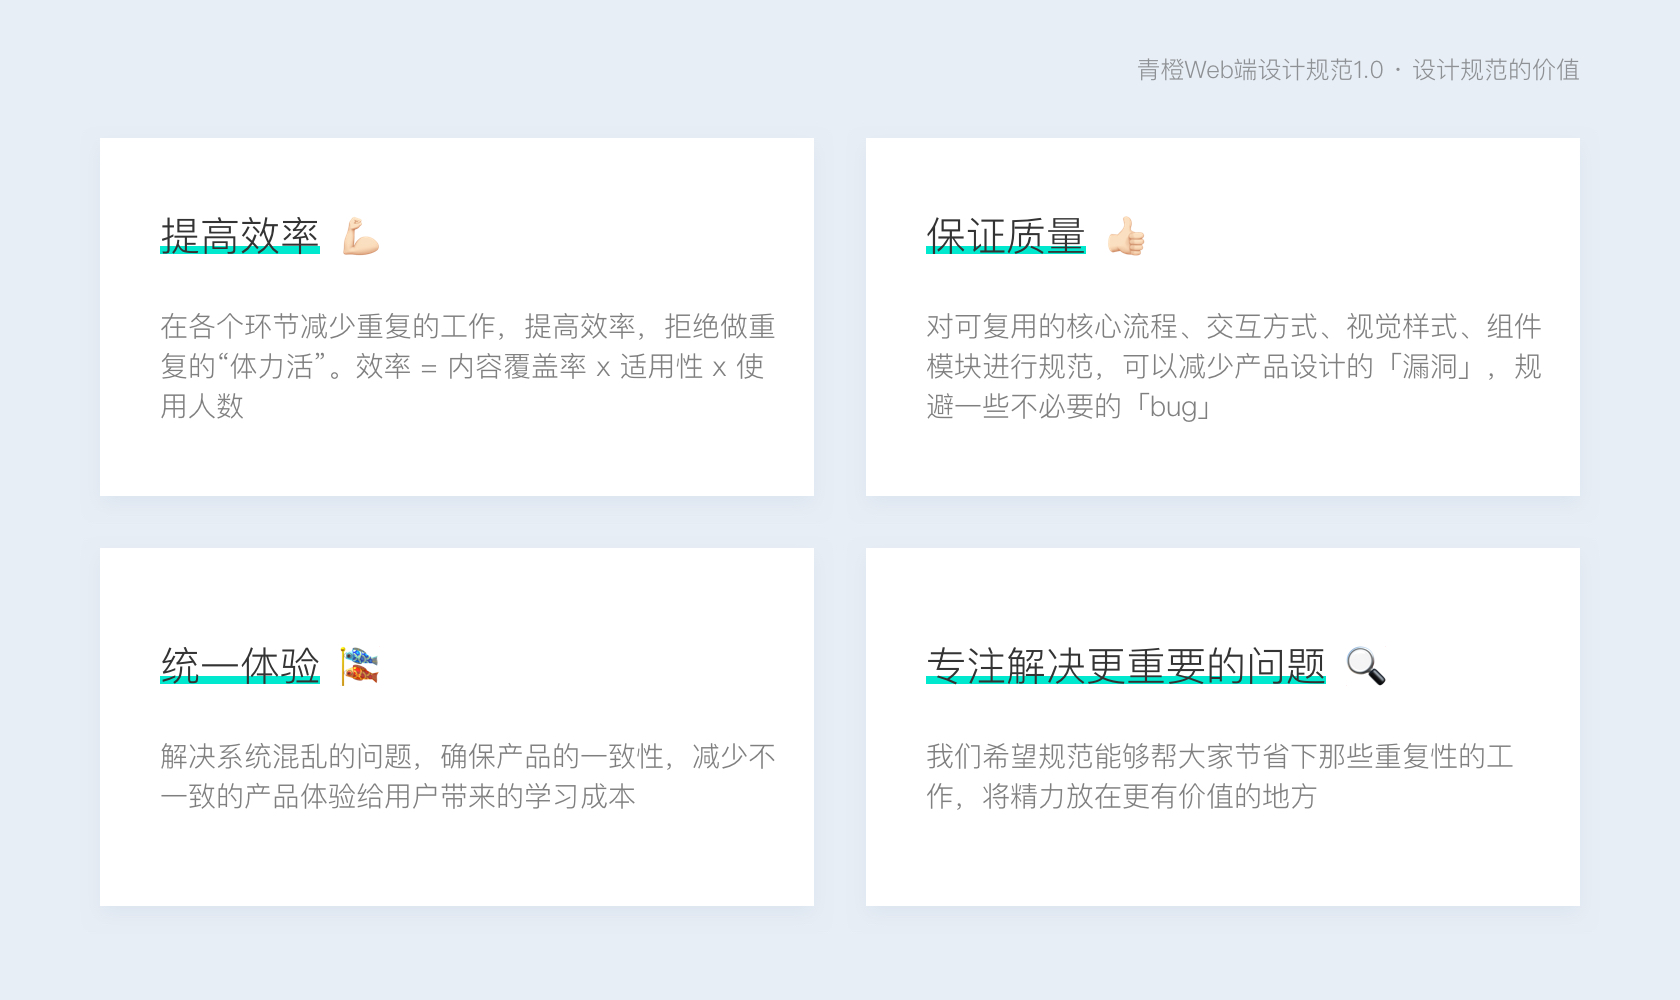 青橙Web端设计规范1.0 · 设计规范的价值
提高效率 💪🏻
在各个环节减少重复的工作，提高效率，拒绝做重
复的“体力活”。效率 = 内容覆盖率 x 适用性 x 使
用人数
保证质量 👍🏻
对可复用的核心流程、交互方式、视觉样式、组件
模块进行规范，可以减少产品设计的「漏洞」，规
避一些不必要的「bug」
统一体验 🎏
解决系统混乱的问题，确保产品的一致性，减少不
一致的产品体验给用户带来的学习成本
专注解决更重要的问题 🔍
我们希望规范能够帮大家节省下那些重复性的工
作，将精力放在更有价值的地方